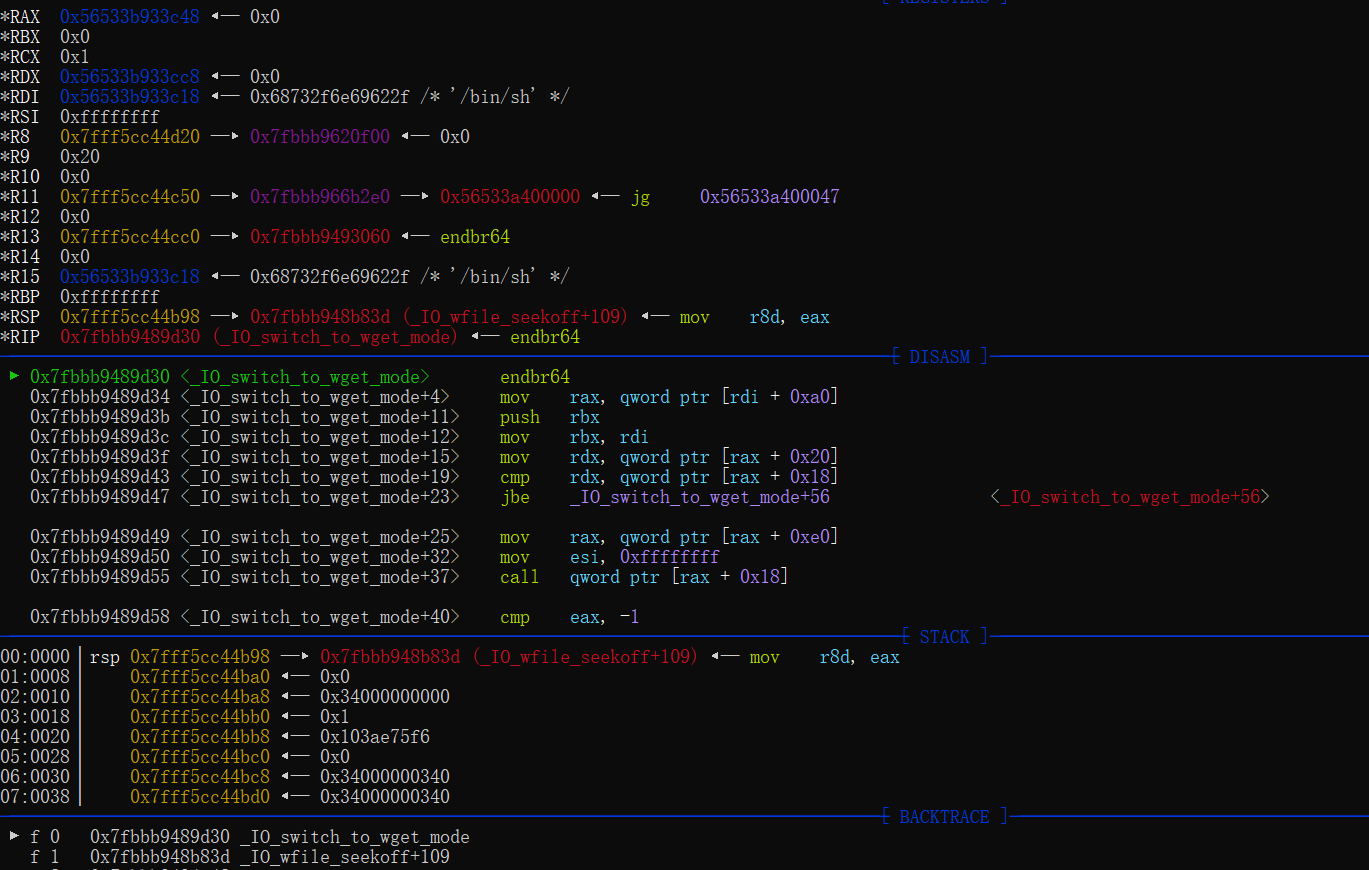 [ REGISTERS ]
*RAX  0x56533b933c48 ◂— 0x0
*RBX  0x0
*RCX  0x1
*RDX  0x56533b933cc8 ◂— 0x0
*RDI  0x56533b933c18 ◂— 0x68732f6e69622f /* '/bin/sh' */
*RSI  0xffffffff
*R8   0x7fff5cc44d20 —▸ 0x7fbbb9620f00 ◂— 0x0
*R9   0x20
*R10  0x0
*R11  0x7fff5cc44c50 —▸ 0x7fbbb966b2e0 —▸ 0x56533a400000 ◂— jg     0x56533a400047
*R12  0x0
*R13  0x7fff5cc44cc0 —▸ 0x7fbbb9493060 ◂— endbr64
*R14  0x0
*R15  0x56533b933c18 ◂— 0x68732f6e69622f /* '/bin/sh' */
*RBP  0xffffffff
*RSP  0x7fff5cc44b98 —▸ 0x7fbbb948b83d (_IO_wfile_seekoff+109) ◂— mov    r8d, eax
*RIP  0x7fbbb9489d30 (_IO_switch_to_wget_mode) ◂— endbr64
[ DISASM ]
► 0x7fbbb9489d30 <_IO_switch_to_wget_mode>       endbr64
0x7fbbb9489d34 <_IO_switch_to_wget_mode+4>     mov    rax, qword ptr [rdi + 0xa0]
0x7fbbb9489d3b <_IO_switch_to_wget_mode+11>    push   rbx
0x7fbbb9489d3c <_IO_switch_to_wget_mode+12>    mov    rbx, rdi
0x7fbbb9489d3f <_IO_switch_to_wget_mode+15>    mov    rdx, qword ptr [rax + 0x20]
0x7fbbb9489d43 <_IO_switch_to_wget_mode+19>    cmp    rdx, qword ptr [rax + 0x18]
0x7fbbb9489d47 <_IO_switch_to_wget_mode+23>    jbe    _IO_switch_to_wget_mode+56                <_IO_switch_to_wget_mode+56>
0x7fbbb9489d49 <_IO_switch_to_wget_mode+25>    mov    rax, qword ptr [rax + 0xe0]
0x7fbbb9489d50 <_IO_switch_to_wget_mode+32>    mov    esi, 0xffffffff
0x7fbbb9489d55 <_IO_switch_to_wget_mode+37>    call   qword ptr [rax + 0x18]
0x7fbbb9489d58 <_IO_switch_to_wget_mode+40>    cmp    eax, -1
[ STACK ]
00:0000│ rsp 0x7fff5cc44b98 —▸ 0x7fbbb948b83d (_IO_wfile_seekoff+109) ◂— mov    r8d, eax
01:0008│     0x7fff5cc44ba0 ◂— 0x0
02:0010│     0x7fff5cc44ba8 ◂— 0x34000000000
03:0018│     0x7fff5cc44bb0 ◂— 0x1
04:0020│     0x7fff5cc44bb8 ◂— 0x103ae75f6
05:0028│     0x7fff5cc44bc0 ◂— 0x0
06:0030│     0x7fff5cc44bc8 ◂— 0x34000000340
07:0038│     0x7fff5cc44bd0 ◂— 0x34000000340
[ BACKTRACE ]
► f 0   0x7fbbb9489d30 _IO_switch_to_wget_mode
f 1   0x7fbbb948b83d _IO_wfile_seekoff+109